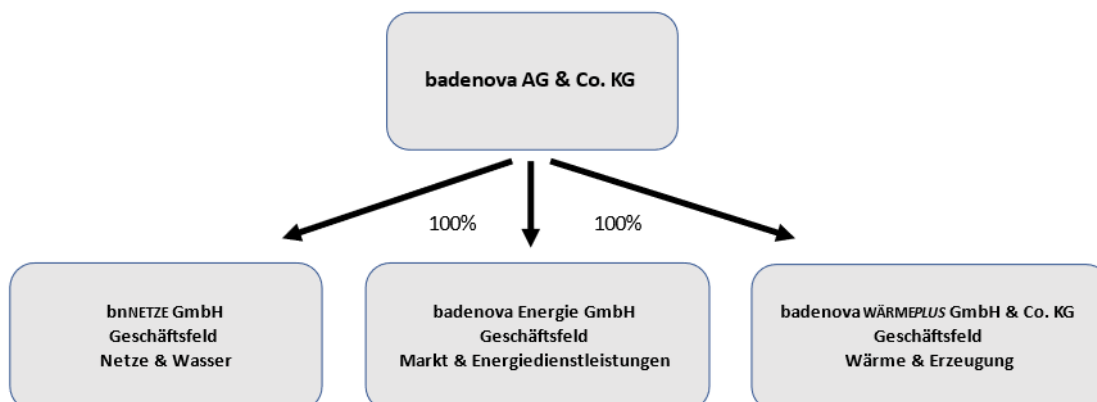 badenova AG & Co. KG
100%
100%
bnNETZE GmbH
Geschäftsfeld
Netze & Wasser
badenova Energie GmbH
Geschäftsfeld
Markt & Energiedienstleistungen
badenova WÄRMEPLUS GmbH & Co. KG
Geschäftsfeld
Wärme & Erzeugung